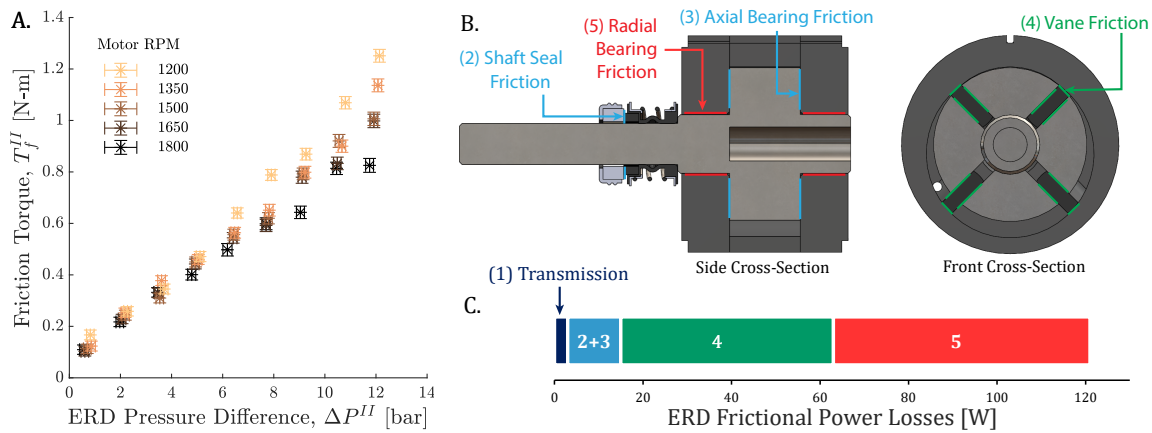 A.
Motor RPM
1200
1350
1500
1650
1800
Friction Torque, T_f^{II} [N-m]
1.4
1.2
1
0.8
0.6
0.4
0.2
0
0
2
4
6
8
10
12
14
ERD Pressure Difference, ΔP^{II} [bar]
B.
(2) Shaft Seal
Friction
(5) Radial
Bearing
Friction
(3) Axial Bearing Friction
(4) Vane Friction
Side Cross-Section
Front Cross-Section
(1) Transmission
C.
2+3
4
5
0
20
40
60
80
100
120
ERD Frictional Power Losses [W]